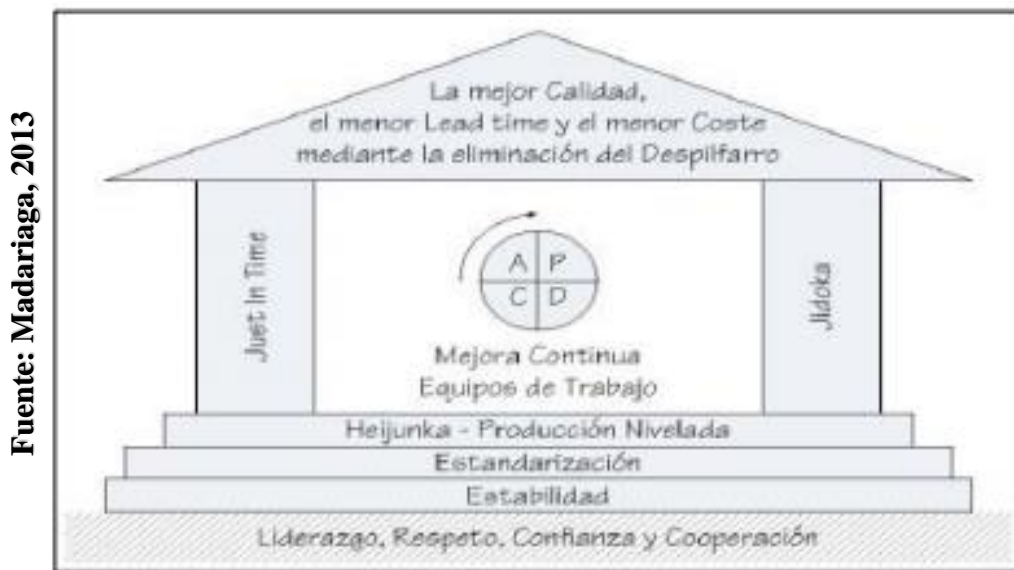 Fuente: Madariaga, 2013
La mejor Calidad,
el menor Lead time y el menor Coste
mediante la eliminación del Despilfarro
Just In Time
A P
C D
Jidoka
Mejora Continua
Equipos de Trabajo
Heijunka - Producción Nivelada
Estandarización
Estabilidad
Liderazgo, Respeto, Confianza y Cooperación